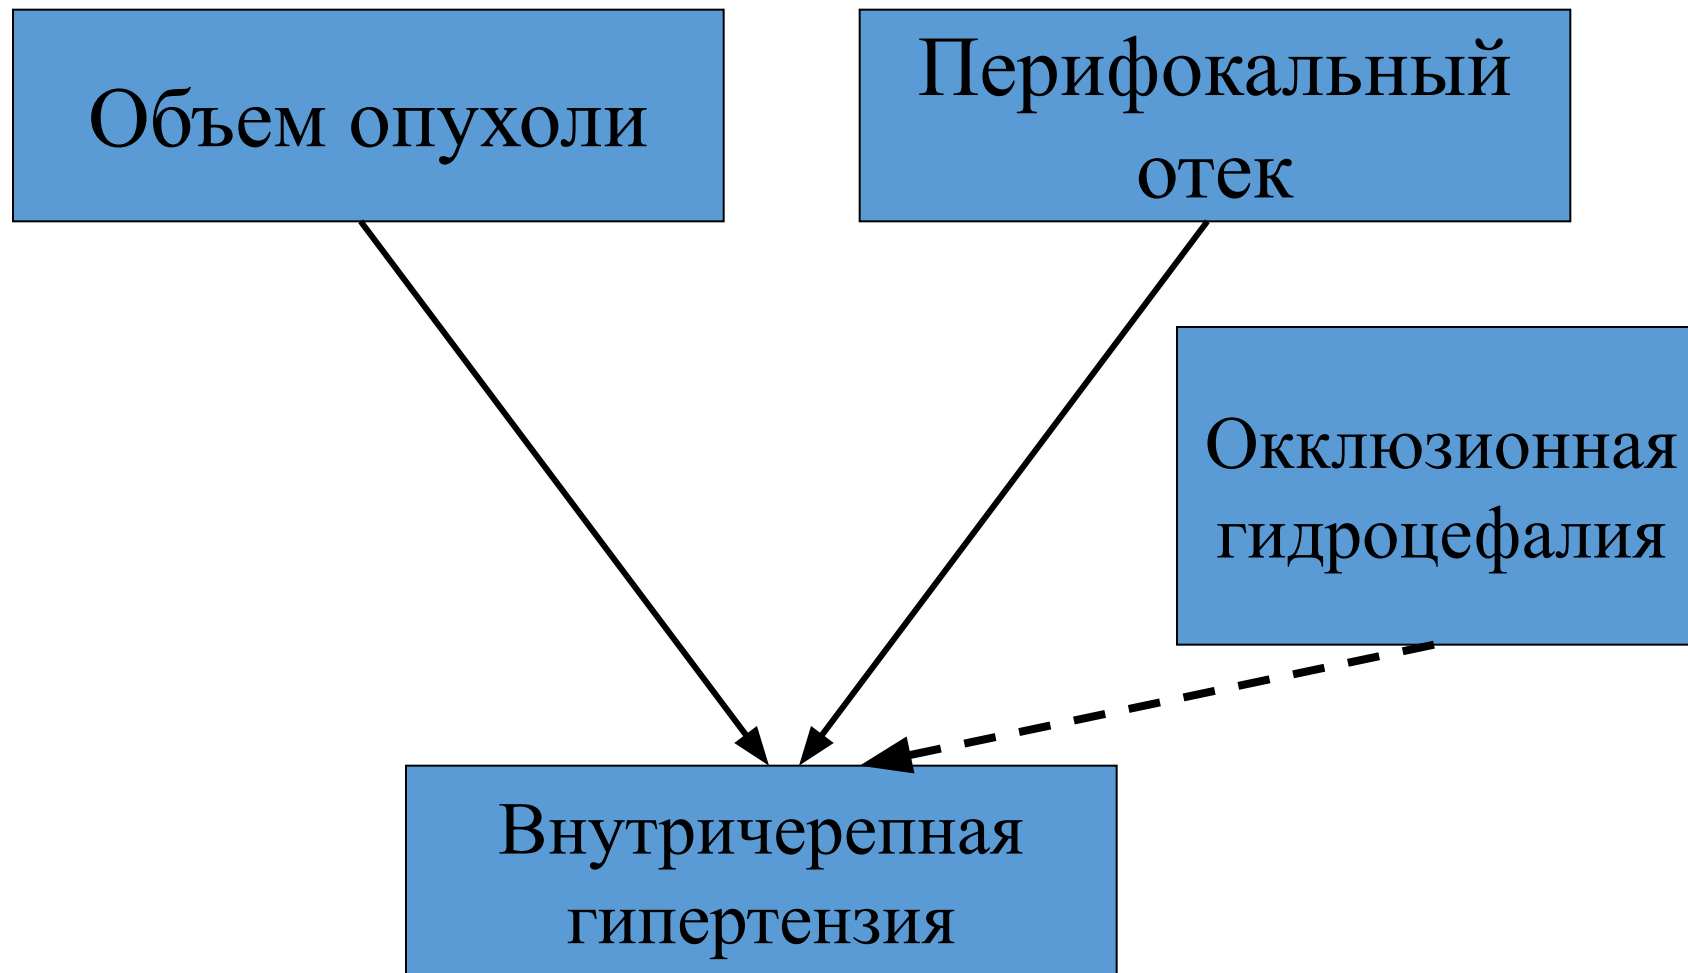 Объем опухоли
Перифокальный
отек
Окклюзионная
гидроцефалия
Внутричерепная
гипертензия